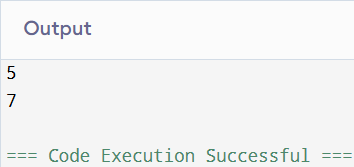 Output
5
7
=== Code Execution Successful ===